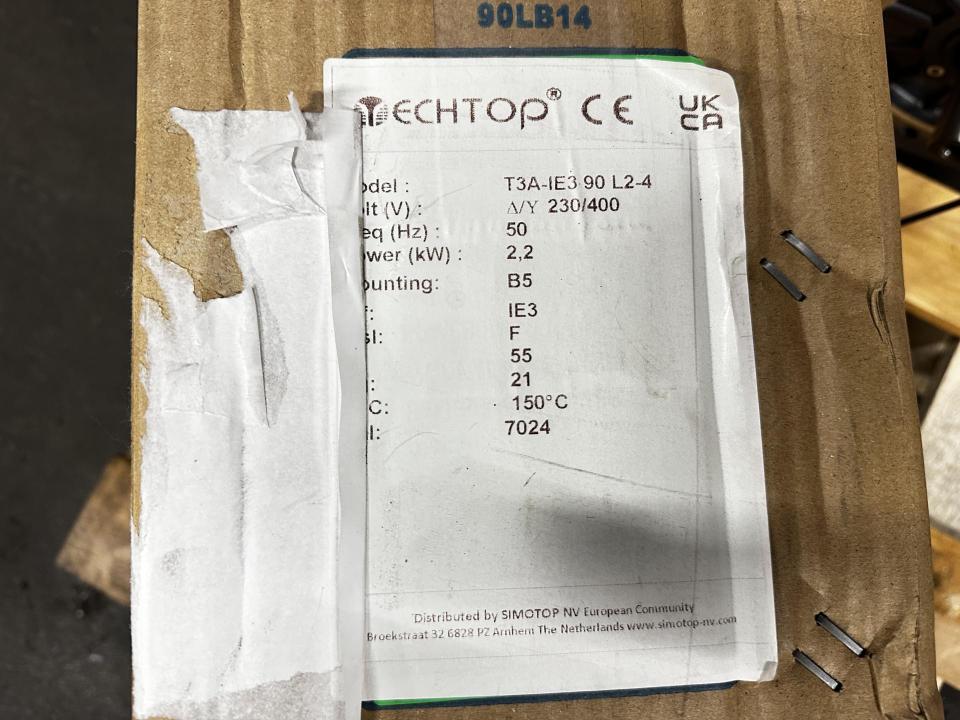 90LB14
TECHTOP® CE UK CA
odel : T3A-IE3 90 L2-4
lt (V) : Δ/Y 230/400
eq (Hz) : 50
wer (kW) : 2,2
ounting: B5
: IE3
sl: F
55
: 21
C: 150°C
l: 7024
Distributed by SIMOTOP NV European Community
Broekstraat 32 6828 PZ Arnhem The Netherlands www.simotop-nv.com